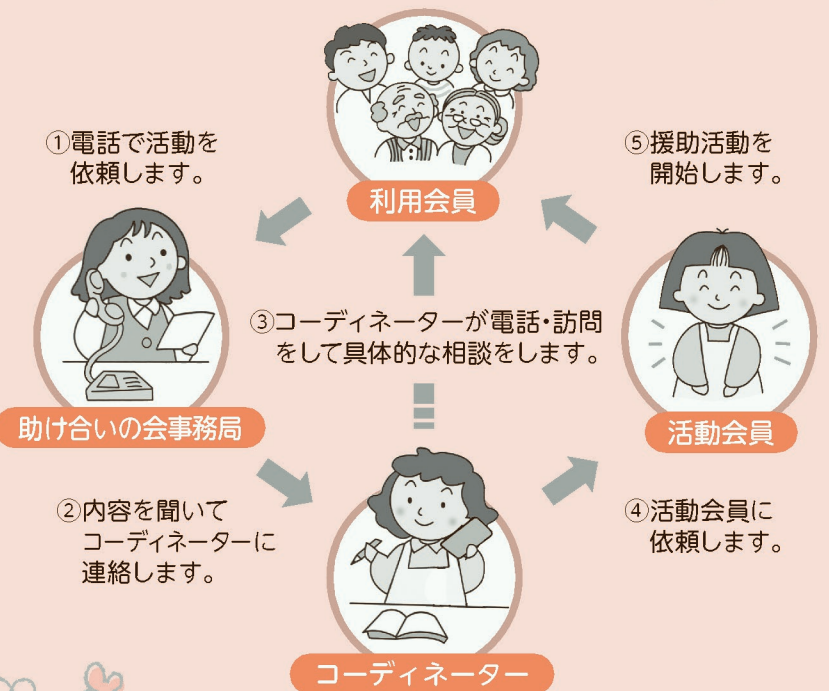 利用会員
①電話で活動を
依頼します。
助け合いの会事務局
②内容を聞いて
コーディネーターに
連絡します。
コーディネーター
③コーディネーターが電話・訪問
をして具体的な相談をします。
④活動会員に
依頼します。
活動会員
⑤援助活動を
開始します。